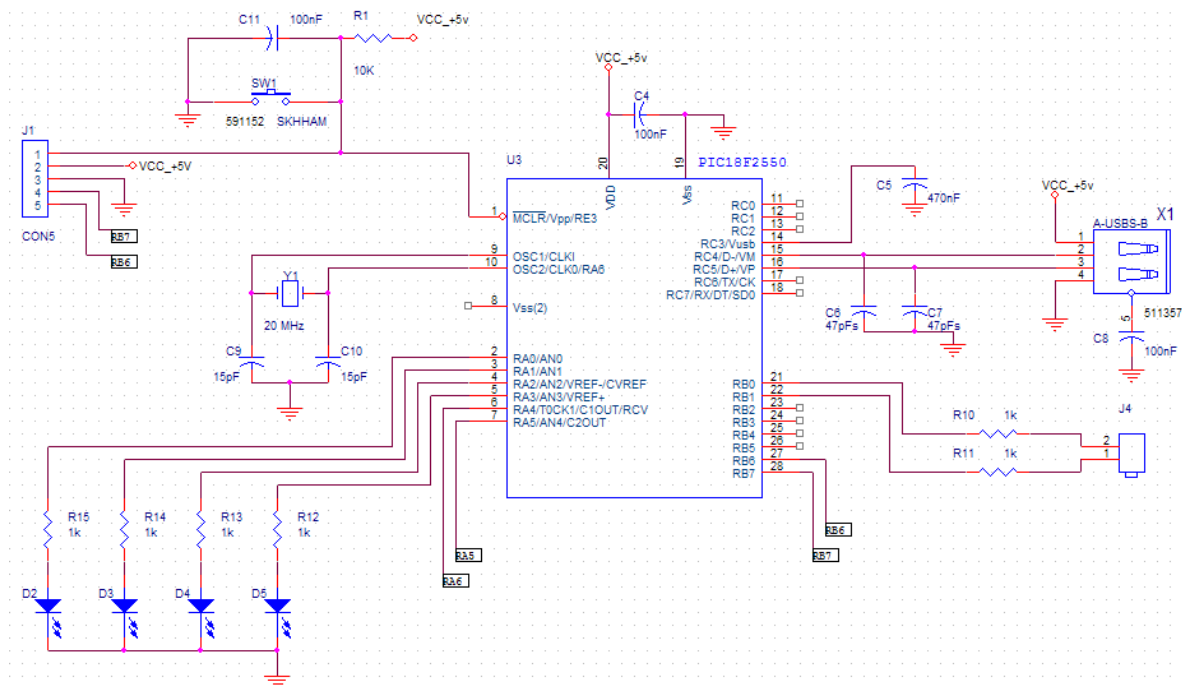 C11 100nF
R1
VCC_+5v
10K
SW1
591152 SKHHAM
VCC_+5v
C4
100nF
J1
1
2
3
4
5
VCC_+5V
CON5
RB7
RB6
U3
PIC18F2550
20
19
VDD
Vss
1
MCLR/Vpp/RE3
9
OSC1/CLKI
10
OSC2/CLK0/RA6
8
Vss(2)
2
RA0/AN0
3
RA1/AN1
4
RA2/AN2/VREF-/CVREF
5
RA3/AN3/VREF+
6
RA4/T0CK1/C1OUT/RCV
7
RA5/AN4/C2OUT
11
RC0
12
RC1
13
RC2
14
RC3/Vusb
15
RC4/D-/VM
16
RC5/D+/VP
17
RC6/TX/CK
18
RC7/RX/DT/SD0
21
RB0
22
RB1
23
RB2
24
RB3
25
RB4
26
RB5
27
RB6
28
RB7
Y1
20 MHz
C9
15pF
C10
15pF
C5
470nF
VCC_+5v
A-USBS-B
X1
1
2
3
4
5
511357
C6
47pFs
C7
47pFs
C8
100nF
R10 1k
R11 1k
J4
2
1
RB6
RB7
RA5
RA6
R15
1k
R14
1k
R13
1k
R12
1k
D2
D3
D4
D5